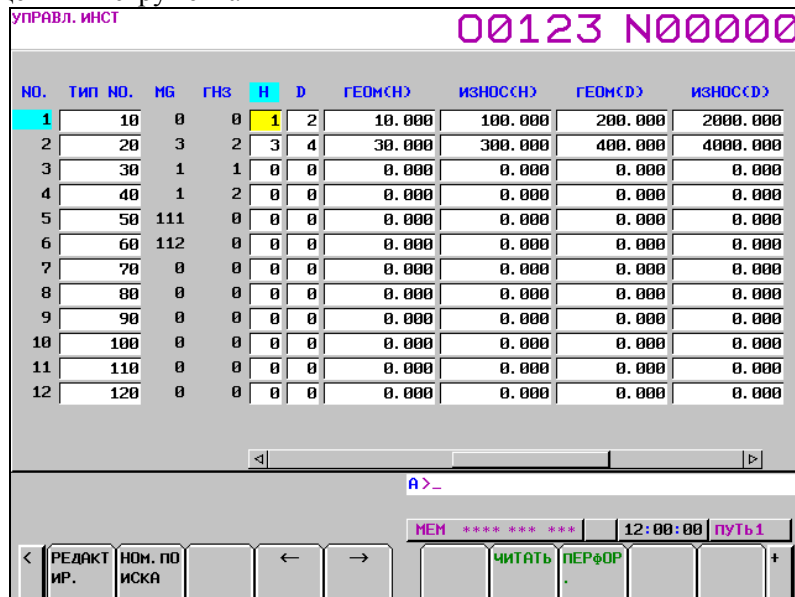 УПРАВЛ. ИНСТ
O0123 N00000
NO. ТИП NO. MG ГНЗ H D ГЕОМ(H) ИЗНОС(H) ГЕОМ(D) ИЗНОС(D)
1 10 0 0 1 2 10.000 100.000 200.000 2000.000
2 20 3 2 3 4 30.000 300.000 400.000 4000.000
3 30 1 1 0 0 0.000 0.000 0.000 0.000
4 40 1 2 0 0 0.000 0.000 0.000 0.000
5 50 111 0 0 0 0.000 0.000 0.000 0.000
6 60 112 0 0 0 0.000 0.000 0.000 0.000
7 70 0 0 0 0 0.000 0.000 0.000 0.000
8 80 0 0 0 0 0.000 0.000 0.000 0.000
9 90 0 0 0 0 0.000 0.000 0.000 0.000
10 100 0 0 0 0 0.000 0.000 0.000 0.000
11 110 0 0 0 0 0.000 0.000 0.000 0.000
12 120 0 0 0 0 0.000 0.000 0.000 0.000
A>_
MEM **** *** *** 12:00:00 ПУТЬ1
< РЕДАКТ НОМ. ПО ← → ЧИТАТЬ ПЕРФОР +
ИР. ИСКА .